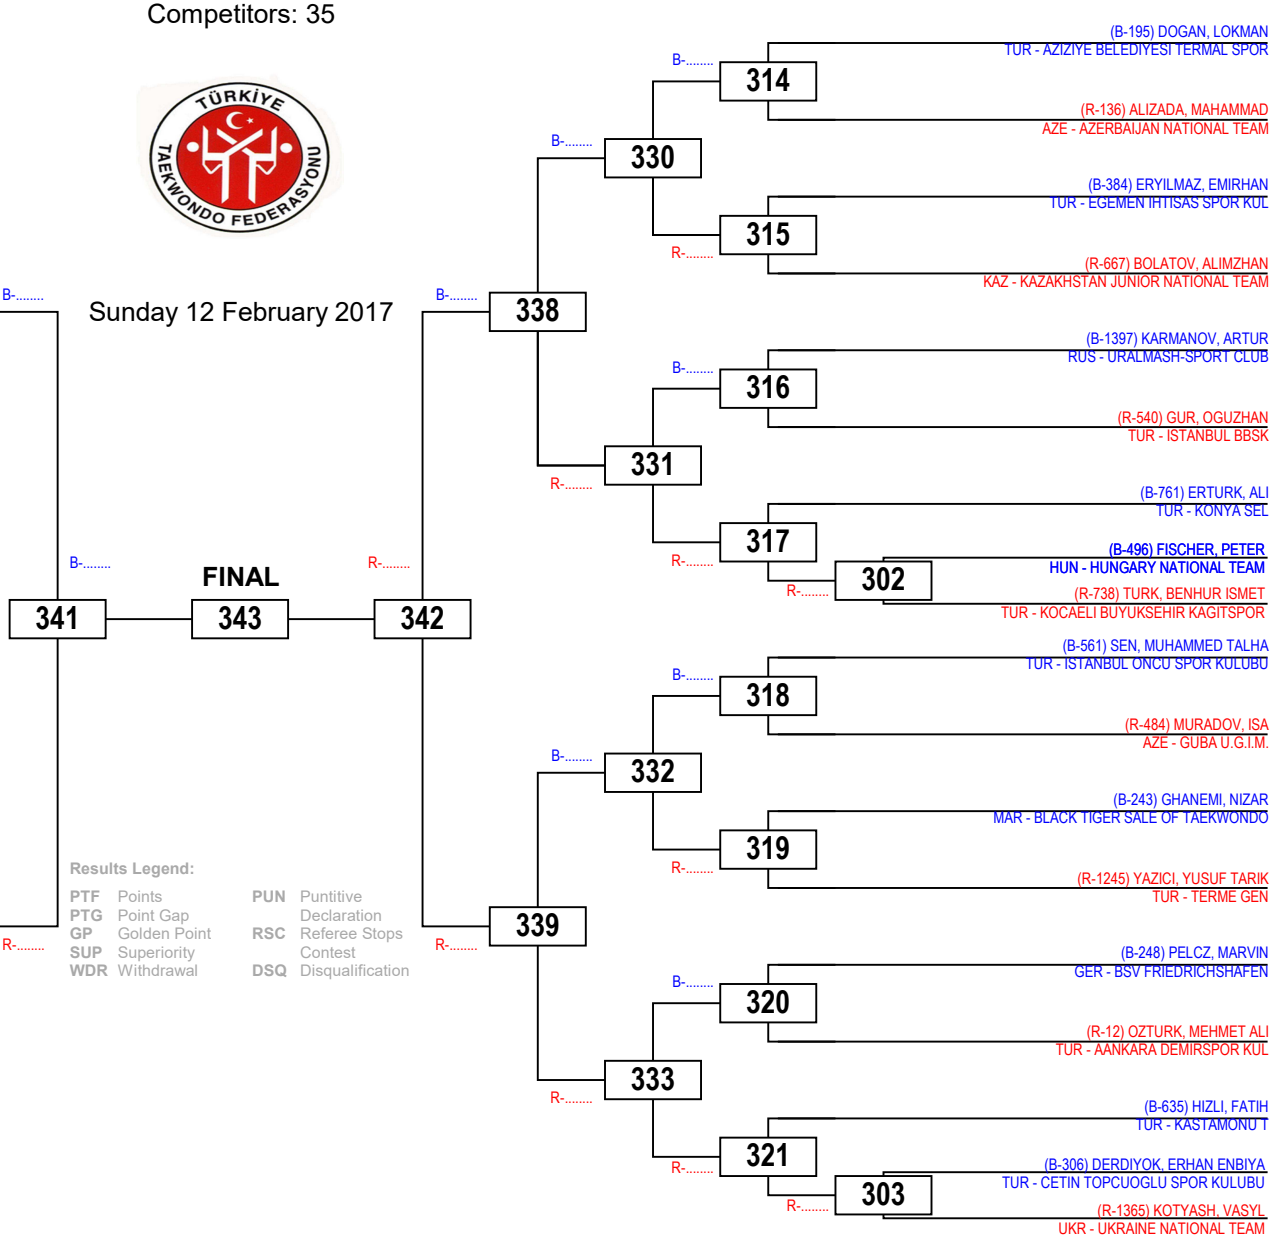 Competitors: 35
TÜRKİYE
TAEKWONDO FEDERASYONU
Sunday 12 February 2017
(B-195) DOGAN, LOKMAN
TUR - AZIZIYE BELEDIYESI TERMAL SPOR
B-........
314
(R-136) ALIZADA, MAHAMMAD
AZE - AZERBAIJAN NATIONAL TEAM
B-........
330
(B-384) ERYILMAZ, EMIRHAN
TUR - EGEMEN IHTISAS SPOR KUL
315
R-........
(R-667) BOLATOV, ALIMZHAN
KAZ - KAZAKHSTAN JUNIOR NATIONAL TEAM
B-........
B-........
338
(B-1397) KARMANOV, ARTUR
RUS - URALMASH-SPORT CLUB
B-........
316
(R-540) GUR, OGUZHAN
TUR - ISTANBUL BBSK
331
R-........
(B-761) ERTURK, ALI
TUR - KONYA SEL
317
R-........
(B-496) FISCHER, PETER
HUN - HUNGARY NATIONAL TEAM
302
R-........
(R-738) TURK, BENHUR ISMET
TUR - KOCAELI BUYUKSEHIR KAGITSPOR
B-........
FINAL
R-........
341
343
342
(B-561) SEN, MUHAMMED TALHA
TUR - ISTANBUL ONCU SPOR KULUBU
B-........
318
(R-484) MURADOV, ISA
AZE - GUBA U.G.I.M.
B-........
332
(B-243) GHANEMI, NIZAR
MAR - BLACK TIGER SALE OF TAEKWONDO
319
R-........
(R-1245) YAZICI, YUSUF TARIK
TUR - TERME GEN
339
R-........
R-........
(B-248) PELCZ, MARVIN
GER - BSV FRIEDRICHSHAFEN
B-........
320
(R-12) OZTURK, MEHMET ALI
TUR - AANKARA DEMIRSPOR KUL
333
R-........
(B-635) HIZLI, FATIH
TUR - KASTAMONU T
321
R-........
(B-306) DERDIYOK, ERHAN ENBIYA
TUR - CETIN TOPCUOGLU SPOR KULUBU
303
R-........
(R-1365) KOTYASH, VASYL
UKR - UKRAINE NATIONAL TEAM
Results Legend:
PTF Points
PTG Point Gap
GP Golden Point
SUP Superiority
WDR Withdrawal
PUN Puntitive
Declaration
RSC Referee Stops
Contest
DSQ Disqualification